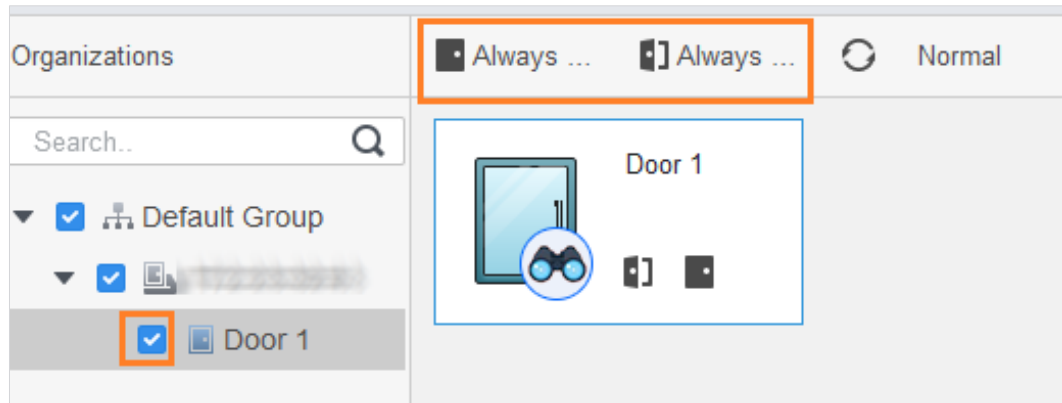 Organizations
Always ...
Always ...
Normal
Search..
Default Group
Door 1
Door 1